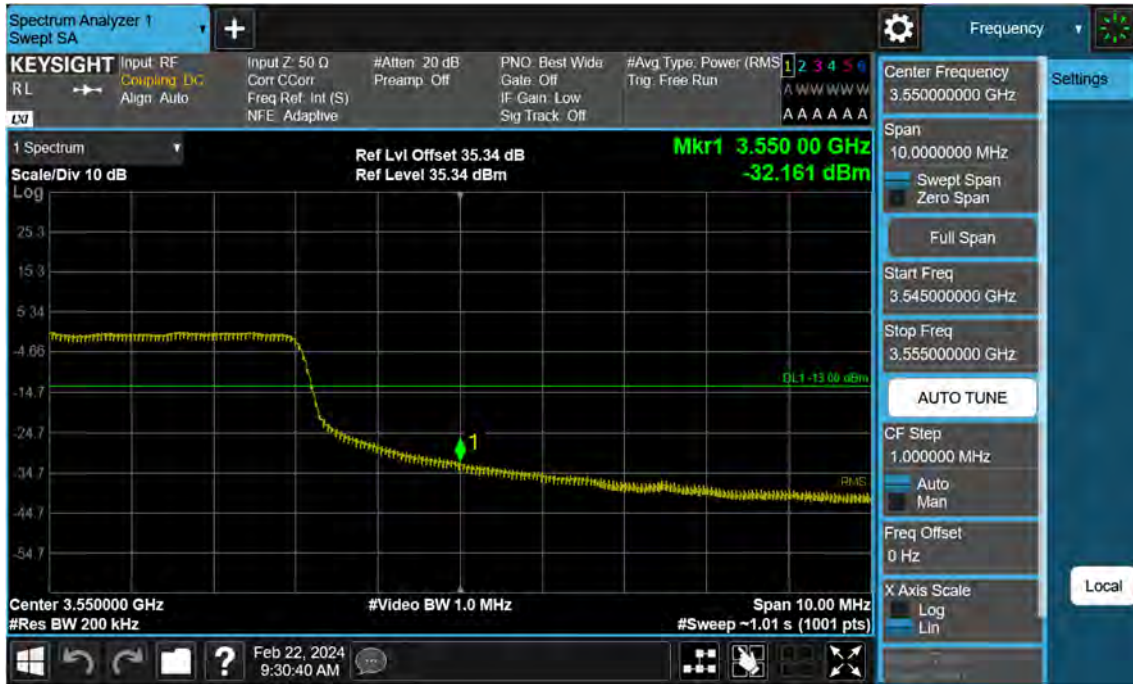 Spectrum Analyzer 1
Swept SA
+
Frequency
KEYSIGHT
RL
LXI
Input: RF
Coupling: DC
Align: Auto
Input Z: 50 Ω
Corr CCorr
Freq Ref: Int (S)
NFE: Adaptive
#Atten: 20 dB
Preamp: Off
PNO: Best Wide
Gate: Off
IF Gain: Low
Sig Track: Off
#Avg Type: Power (RMS
Trig: Free Run
1 2 3 4 5 6
A W W W W W
A A A A A A
1 Spectrum
Scale/Div 10 dB
Ref Lvl Offset 35.34 dB
Ref Level 35.34 dBm
Mkr1 3.550 00 GHz
-32.161 dBm
Log
25.3
15.3
5.34
-4.66
-14.7
-24.7
-34.7
-44.7
-54.7
DL1 -13.00 dBm
1
RMS
Center 3.550000 GHz
#Res BW 200 kHz
#Video BW 1.0 MHz
Span 10.00 MHz
#Sweep ~1.01 s (1001 pts)
Center Frequency
3.550000000 GHz
Settings
Span
10.0000000 MHz
Swept Span
Zero Span
Full Span
Start Freq
3.545000000 GHz
Stop Freq
3.555000000 GHz
AUTO TUNE
CF Step
1.000000 MHz
Auto
Man
Freq Offset
0 Hz
X Axis Scale
Log
Lin
Local
?
Feb 22, 2024
9:30:40 AM